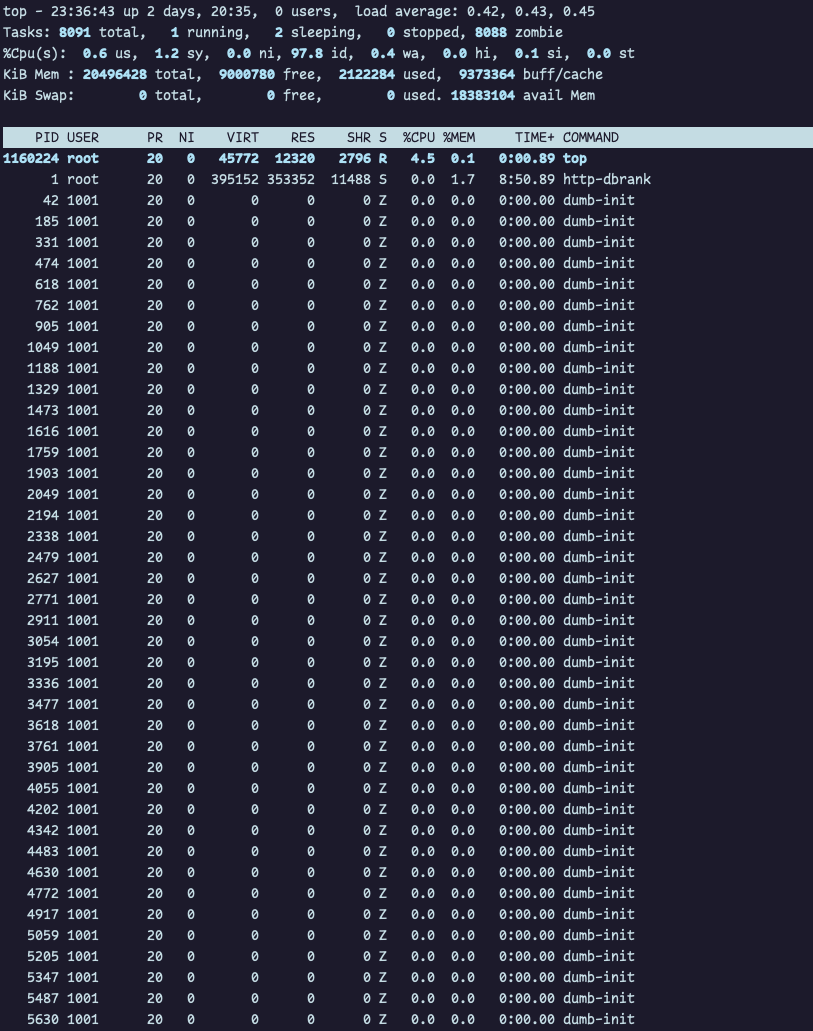 top - 23:36:43 up 2 days, 20:35,  0 users,  load average: 0.42, 0.43, 0.45
Tasks: 8091 total,   1 running,   2 sleeping,   0 stopped, 8088 zombie
%Cpu(s):  0.6 us,  1.2 sy,  0.0 ni, 97.8 id,  0.4 wa,  0.0 hi,  0.1 si,  0.0 st
KiB Mem : 20496428 total,  9000780 free,  2122284 used,  9373364 buff/cache
KiB Swap:        0 total,        0 free,        0 used. 18383104 avail Mem
PID USER      PR  NI    VIRT    RES    SHR S  %CPU %MEM     TIME+ COMMAND
1160224 root      20   0   45772  12320   2796 R   4.5  0.1   0:00.89 top
1 root      20   0  395152 353352  11488 S   0.0  1.7   8:50.89 http-dbrank
42 1001      20   0       0      0      0 Z   0.0  0.0   0:00.00 dumb-init
185 1001      20   0       0      0      0 Z   0.0  0.0   0:00.00 dumb-init
331 1001      20   0       0      0      0 Z   0.0  0.0   0:00.00 dumb-init
474 1001      20   0       0      0      0 Z   0.0  0.0   0:00.00 dumb-init
618 1001      20   0       0      0      0 Z   0.0  0.0   0:00.00 dumb-init
762 1001      20   0       0      0      0 Z   0.0  0.0   0:00.00 dumb-init
905 1001      20   0       0      0      0 Z   0.0  0.0   0:00.00 dumb-init
1049 1001      20   0       0      0      0 Z   0.0  0.0   0:00.00 dumb-init
1188 1001      20   0       0      0      0 Z   0.0  0.0   0:00.00 dumb-init
1329 1001      20   0       0      0      0 Z   0.0  0.0   0:00.00 dumb-init
1473 1001      20   0       0      0      0 Z   0.0  0.0   0:00.00 dumb-init
1616 1001      20   0       0      0      0 Z   0.0  0.0   0:00.00 dumb-init
1759 1001      20   0       0      0      0 Z   0.0  0.0   0:00.00 dumb-init
1903 1001      20   0       0      0      0 Z   0.0  0.0   0:00.00 dumb-init
2049 1001      20   0       0      0      0 Z   0.0  0.0   0:00.00 dumb-init
2194 1001      20   0       0      0      0 Z   0.0  0.0   0:00.00 dumb-init
2338 1001      20   0       0      0      0 Z   0.0  0.0   0:00.00 dumb-init
2479 1001      20   0       0      0      0 Z   0.0  0.0   0:00.00 dumb-init
2627 1001      20   0       0      0      0 Z   0.0  0.0   0:00.00 dumb-init
2771 1001      20   0       0      0      0 Z   0.0  0.0   0:00.00 dumb-init
2911 1001      20   0       0      0      0 Z   0.0  0.0   0:00.00 dumb-init
3054 1001      20   0       0      0      0 Z   0.0  0.0   0:00.00 dumb-init
3195 1001      20   0       0      0      0 Z   0.0  0.0   0:00.00 dumb-init
3336 1001      20   0       0      0      0 Z   0.0  0.0   0:00.00 dumb-init
3477 1001      20   0       0      0      0 Z   0.0  0.0   0:00.00 dumb-init
3618 1001      20   0       0      0      0 Z   0.0  0.0   0:00.00 dumb-init
3761 1001      20   0       0      0      0 Z   0.0  0.0   0:00.00 dumb-init
3905 1001      20   0       0      0      0 Z   0.0  0.0   0:00.00 dumb-init
4055 1001      20   0       0      0      0 Z   0.0  0.0   0:00.00 dumb-init
4202 1001      20   0       0      0      0 Z   0.0  0.0   0:00.00 dumb-init
4342 1001      20   0       0      0      0 Z   0.0  0.0   0:00.00 dumb-init
4483 1001      20   0       0      0      0 Z   0.0  0.0   0:00.00 dumb-init
4630 1001      20   0       0      0      0 Z   0.0  0.0   0:00.00 dumb-init
4772 1001      20   0       0      0      0 Z   0.0  0.0   0:00.00 dumb-init
4917 1001      20   0       0      0      0 Z   0.0  0.0   0:00.00 dumb-init
5059 1001      20   0       0      0      0 Z   0.0  0.0   0:00.00 dumb-init
5205 1001      20   0       0      0      0 Z   0.0  0.0   0:00.00 dumb-init
5347 1001      20   0       0      0      0 Z   0.0  0.0   0:00.00 dumb-init
5487 1001      20   0       0      0      0 Z   0.0  0.0   0:00.00 dumb-init
5630 1001      20   0       0      0      0 Z   0.0  0.0   0:00.00 dumb-init